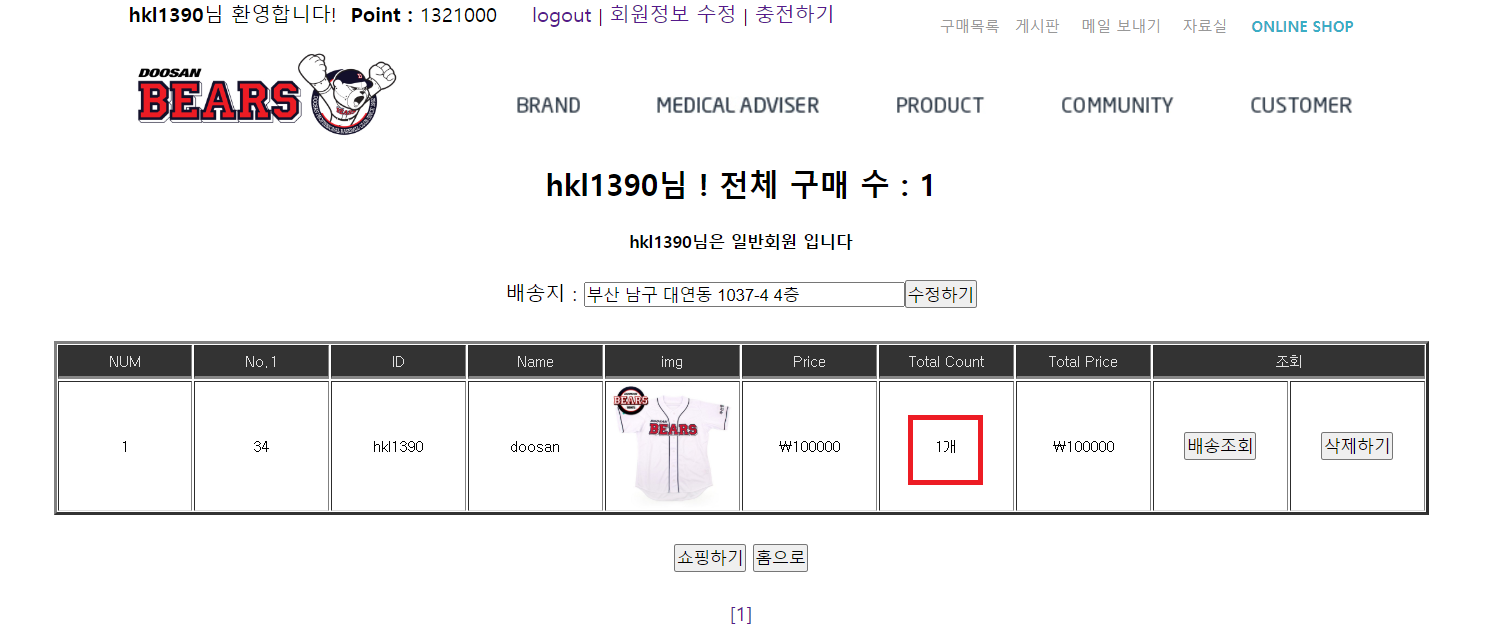 hkl1390님 환영합니다! Point : 1321000 logout | 회원정보 수정 | 충전하기
구매목록 게시판 메일 보내기 자료실 ONLINE SHOP
DOOSAN
BEARS
BRAND MEDICAL ADVISER PRODUCT COMMUNITY CUSTOMER
hkl1390님 ! 전체 구매 수 : 1
hkl1390님은 일반회원 입니다
배송지 : 부산 남구 대연동 1037-4 4층 수정하기
NUM No.1 ID Name img Price Total Count Total Price 조회
BEARS
BEARS
1 34 hkl1390 doosan ₩100000 1개 ₩100000 배송조회 삭제하기
쇼핑하기 홈으로
[1]